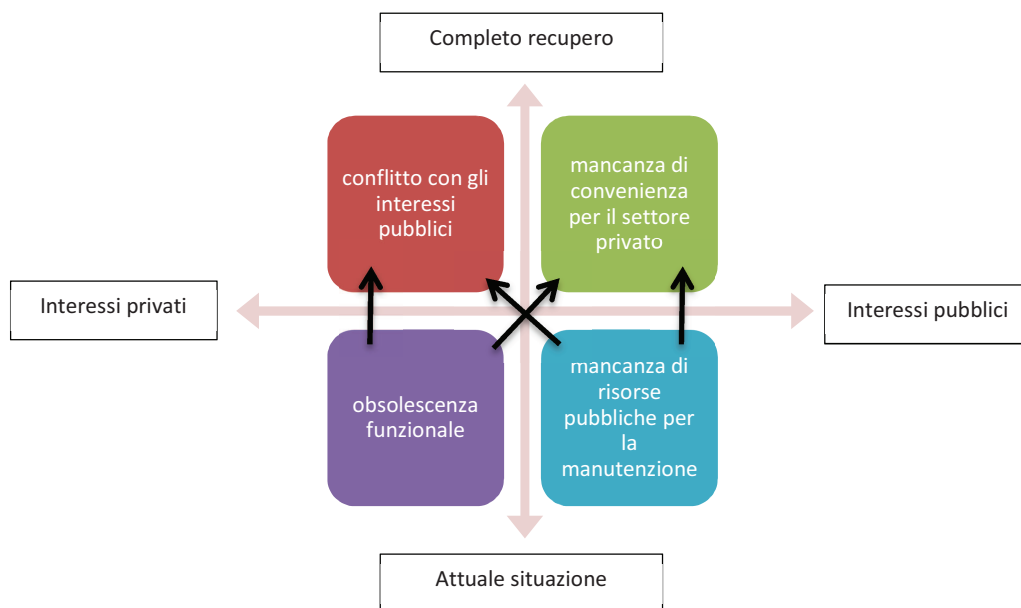 Completo recupero
conflitto con gli
interessi
pubblici
mancanza di
convenienza
per il settore
privato
Interessi privati
Interessi pubblici
obsolescenza
funzionale
mancanza di
risorse
pubbliche per
la
manutenzione
Attuale situazione